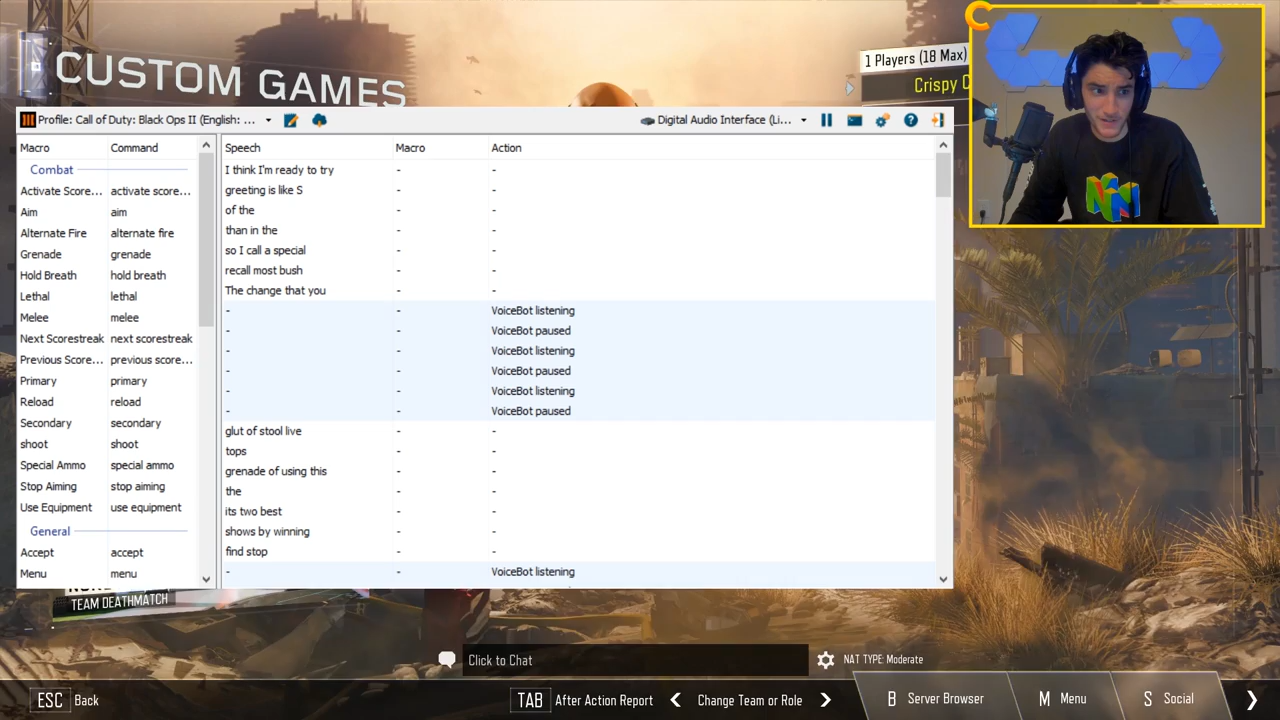 CUSTOM GAMES
1 Players (18 Max)
Crispy C
Profile: Call of Duty: Black Ops II (English: ...
Digital Audio Interface (Li...
Macro Command
Combat
Activate Score... activate score...
Aim aim
Alternate Fire alternate fire
Grenade grenade
Hold Breath hold breath
Lethal lethal
Melee melee
Next Scorestreak next scorestreak
Previous Score... previous score...
Primary primary
Reload reload
Secondary secondary
shoot shoot
Special Ammo special ammo
Stop Aiming stop aiming
Use Equipment use equipment
General
Accept accept
Menu menu
Speech Macro Action
I think I'm ready to try - -
greeting is like S - -
of the - -
than in the - -
so I call a special - -
recall most bush - -
The change that you - -
- - VoiceBot listening
- - VoiceBot paused
- - VoiceBot listening
- - VoiceBot paused
- - VoiceBot listening
- - VoiceBot paused
glut of stool live - -
tops - -
grenade of using this - -
the - -
its two best - -
shows by winning - -
find stop - -
- - VoiceBot listening
TEAM DEATHMATCH
Click to Chat
NAT TYPE: Moderate
ESC Back
TAB After Action Report
Change Team or Role
B Server Browser
M Menu
S Social